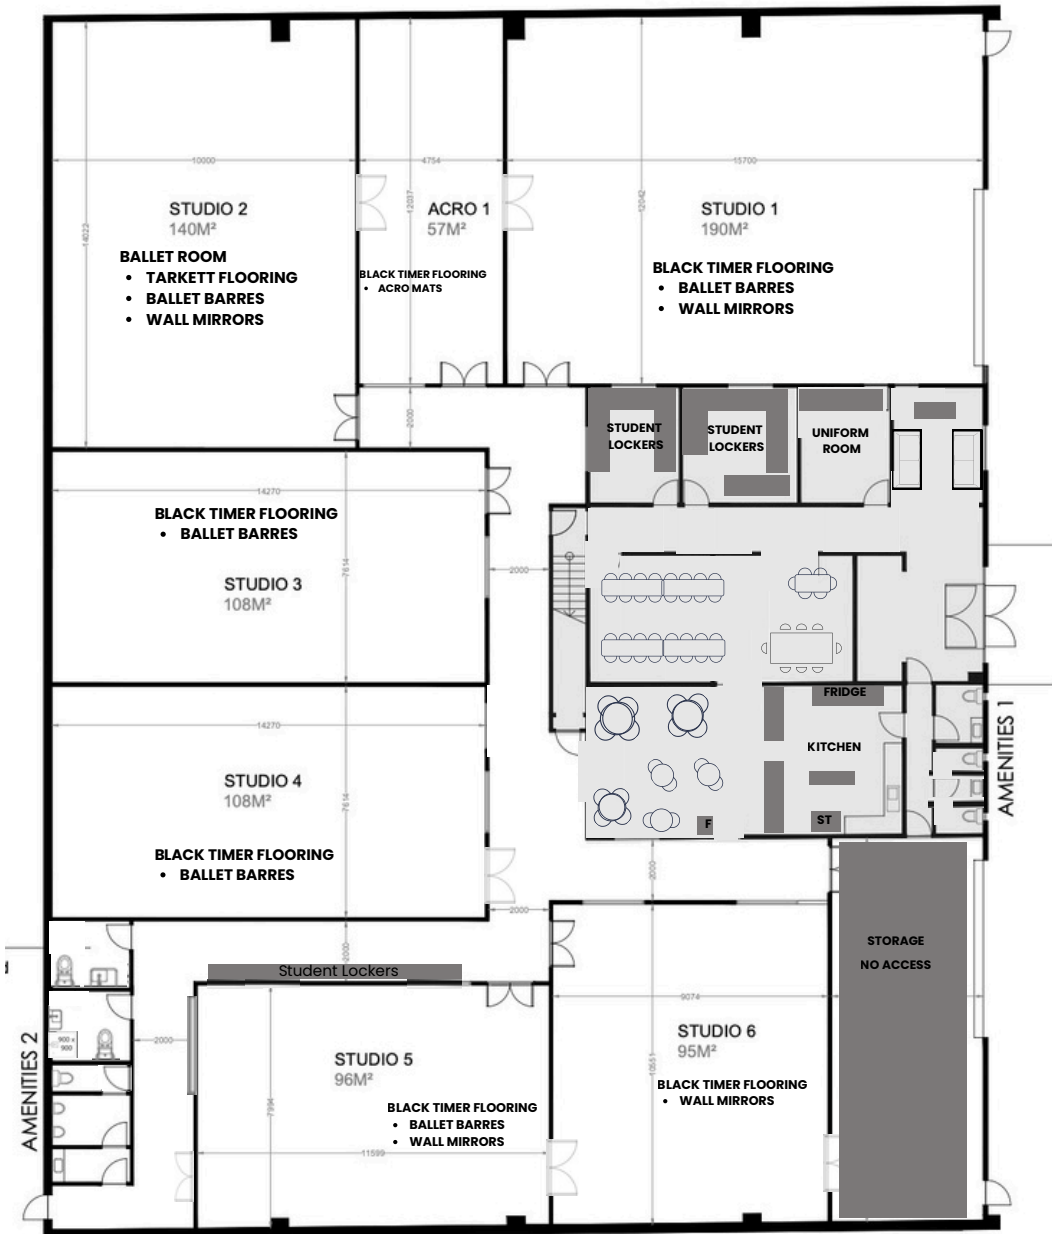 10000
4754
15700
14022
12037
12042
STUDIO 2
140M²
BALLET ROOM
• TARKETT FLOORING
• BALLET BARRES
• WALL MIRRORS
ACRO 1
57M²
BLACK TIMER FLOORING
• ACRO MATS
STUDIO 1
190M²
BLACK TIMER FLOORING
• BALLET BARRES
• WALL MIRRORS
2000
STUDENT
LOCKERS
STUDENT
LOCKERS
UNIFORM
ROOM
14270
BLACK TIMER FLOORING
• BALLET BARRES
STUDIO 3
108M²
7614
2000
14270
STUDIO 4
108M²
7614
BLACK TIMER FLOORING
• BALLET BARRES
FRIDGE
KITCHEN
F
ST
AMENITIES 1
2000
2000
2000
Student Lockers
STORAGE
NO ACCESS
9074
STUDIO 6
95M²
10551
BLACK TIMER FLOORING
• WALL MIRRORS
900 x
900
2000
AMENITIES 2
STUDIO 5
96M²
7994
BLACK TIMER FLOORING
• BALLET BARRES
• WALL MIRRORS
11599